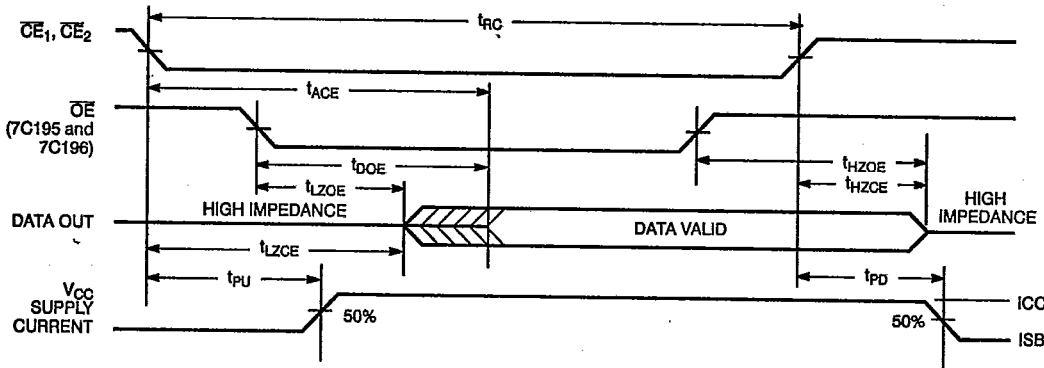 tRC
CE1, CE2
tACE
OE
(7C195 and
7C196)
tDOE
tHZOE
tLZOE
tHZCE
HIGH IMPEDANCE
HIGH
IMPEDANCE
DATA OUT
DATA VALID
tLZCE
tPU
tPD
VCC
SUPPLY
CURRENT
50%
50%
ICC
ISB